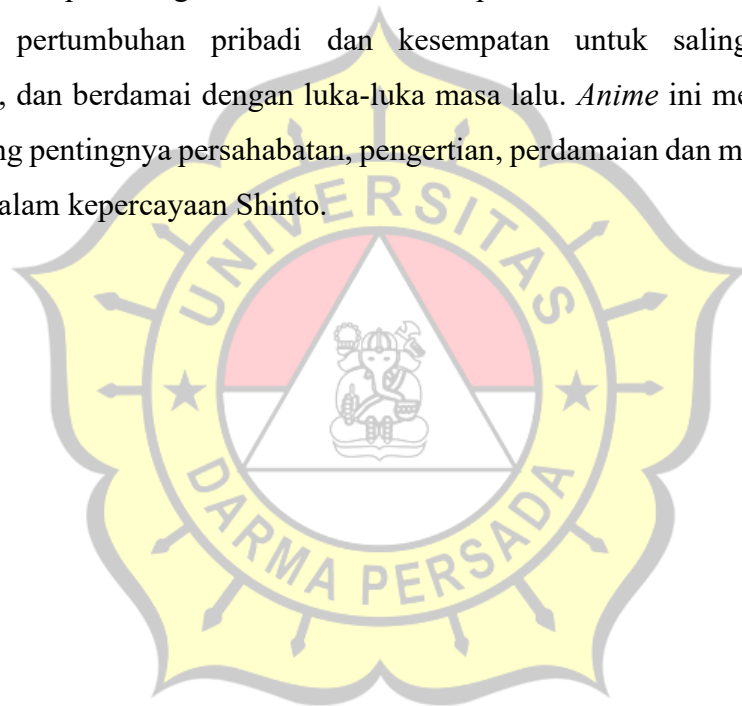 pertumbuhan pribadi dan kesempatan untuk saling
, dan berdamai dengan luka-luka masa lalu. Anime ini me
ng pentingnya persahabatan, pengertian, perdamaian dan m
alam kepercayaan Shinto.
UNIVERSITAS
DARMA PERSADA